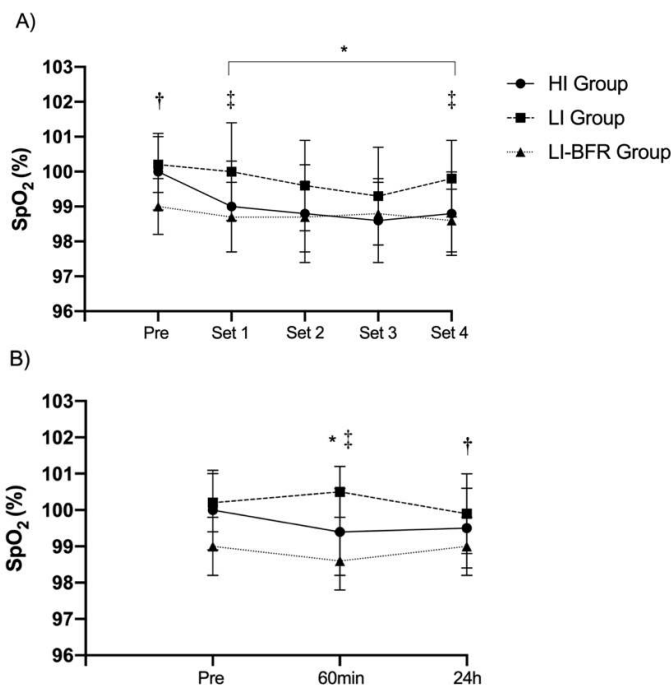 A)
*
103
102
101
100
99
98
97
96
SpO₂ (%)
†
‡
‡
Pre
Set 1
Set 2
Set 3
Set 4
HI Group
LI Group
LI-BFR Group
B)
103
102
101
100
99
98
97
96
SpO₂ (%)
* ‡
†
Pre
60min
24h